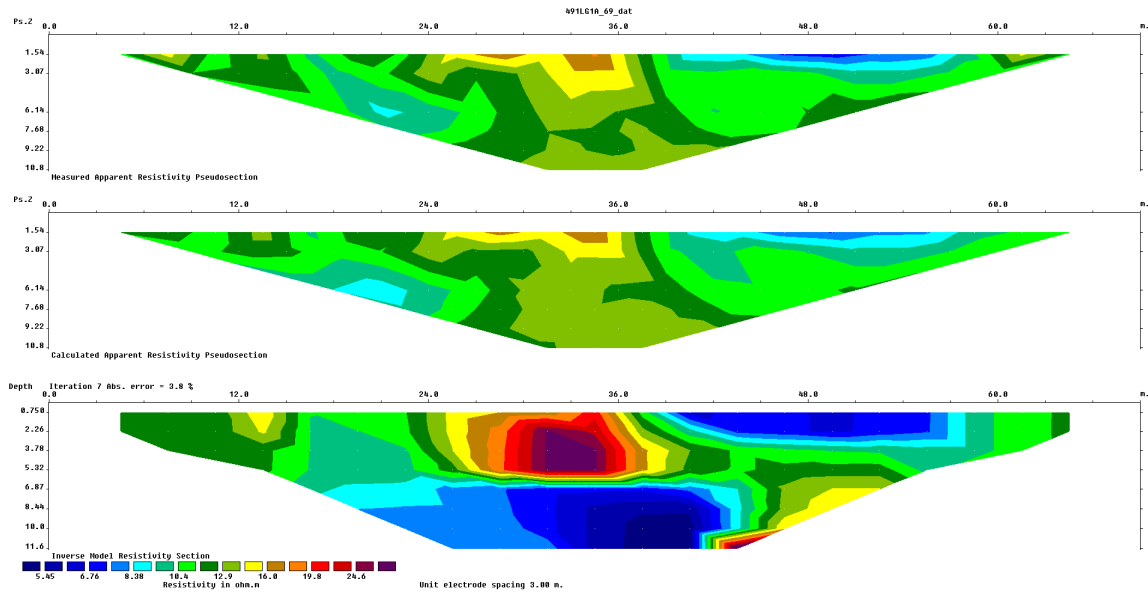 491LG1A_69_dat
Ps.Z 0.0 12.0 24.0 36.0 48.0 60.0 m.
1.54
3.07
6.14
7.68
9.22
10.8
Measured Apparent Resistivity Pseudosection
Ps.Z 0.0 12.0 24.0 36.0 48.0 60.0 m.
1.54
3.07
6.14
7.68
9.22
10.8
Calculated Apparent Resistivity Pseudosection
Depth Iteration 7 Abs. error = 3.8 %
0.0 12.0 24.0 36.0 48.0 60.0 m.
0.750
2.26
3.78
5.32
6.87
8.44
10.0
11.6
Inverse Model Resistivity Section
5.45 6.76 8.38 10.4 12.9 16.0 19.8 24.6
Resistivity in ohm.m Unit electrode spacing 3.00 m.